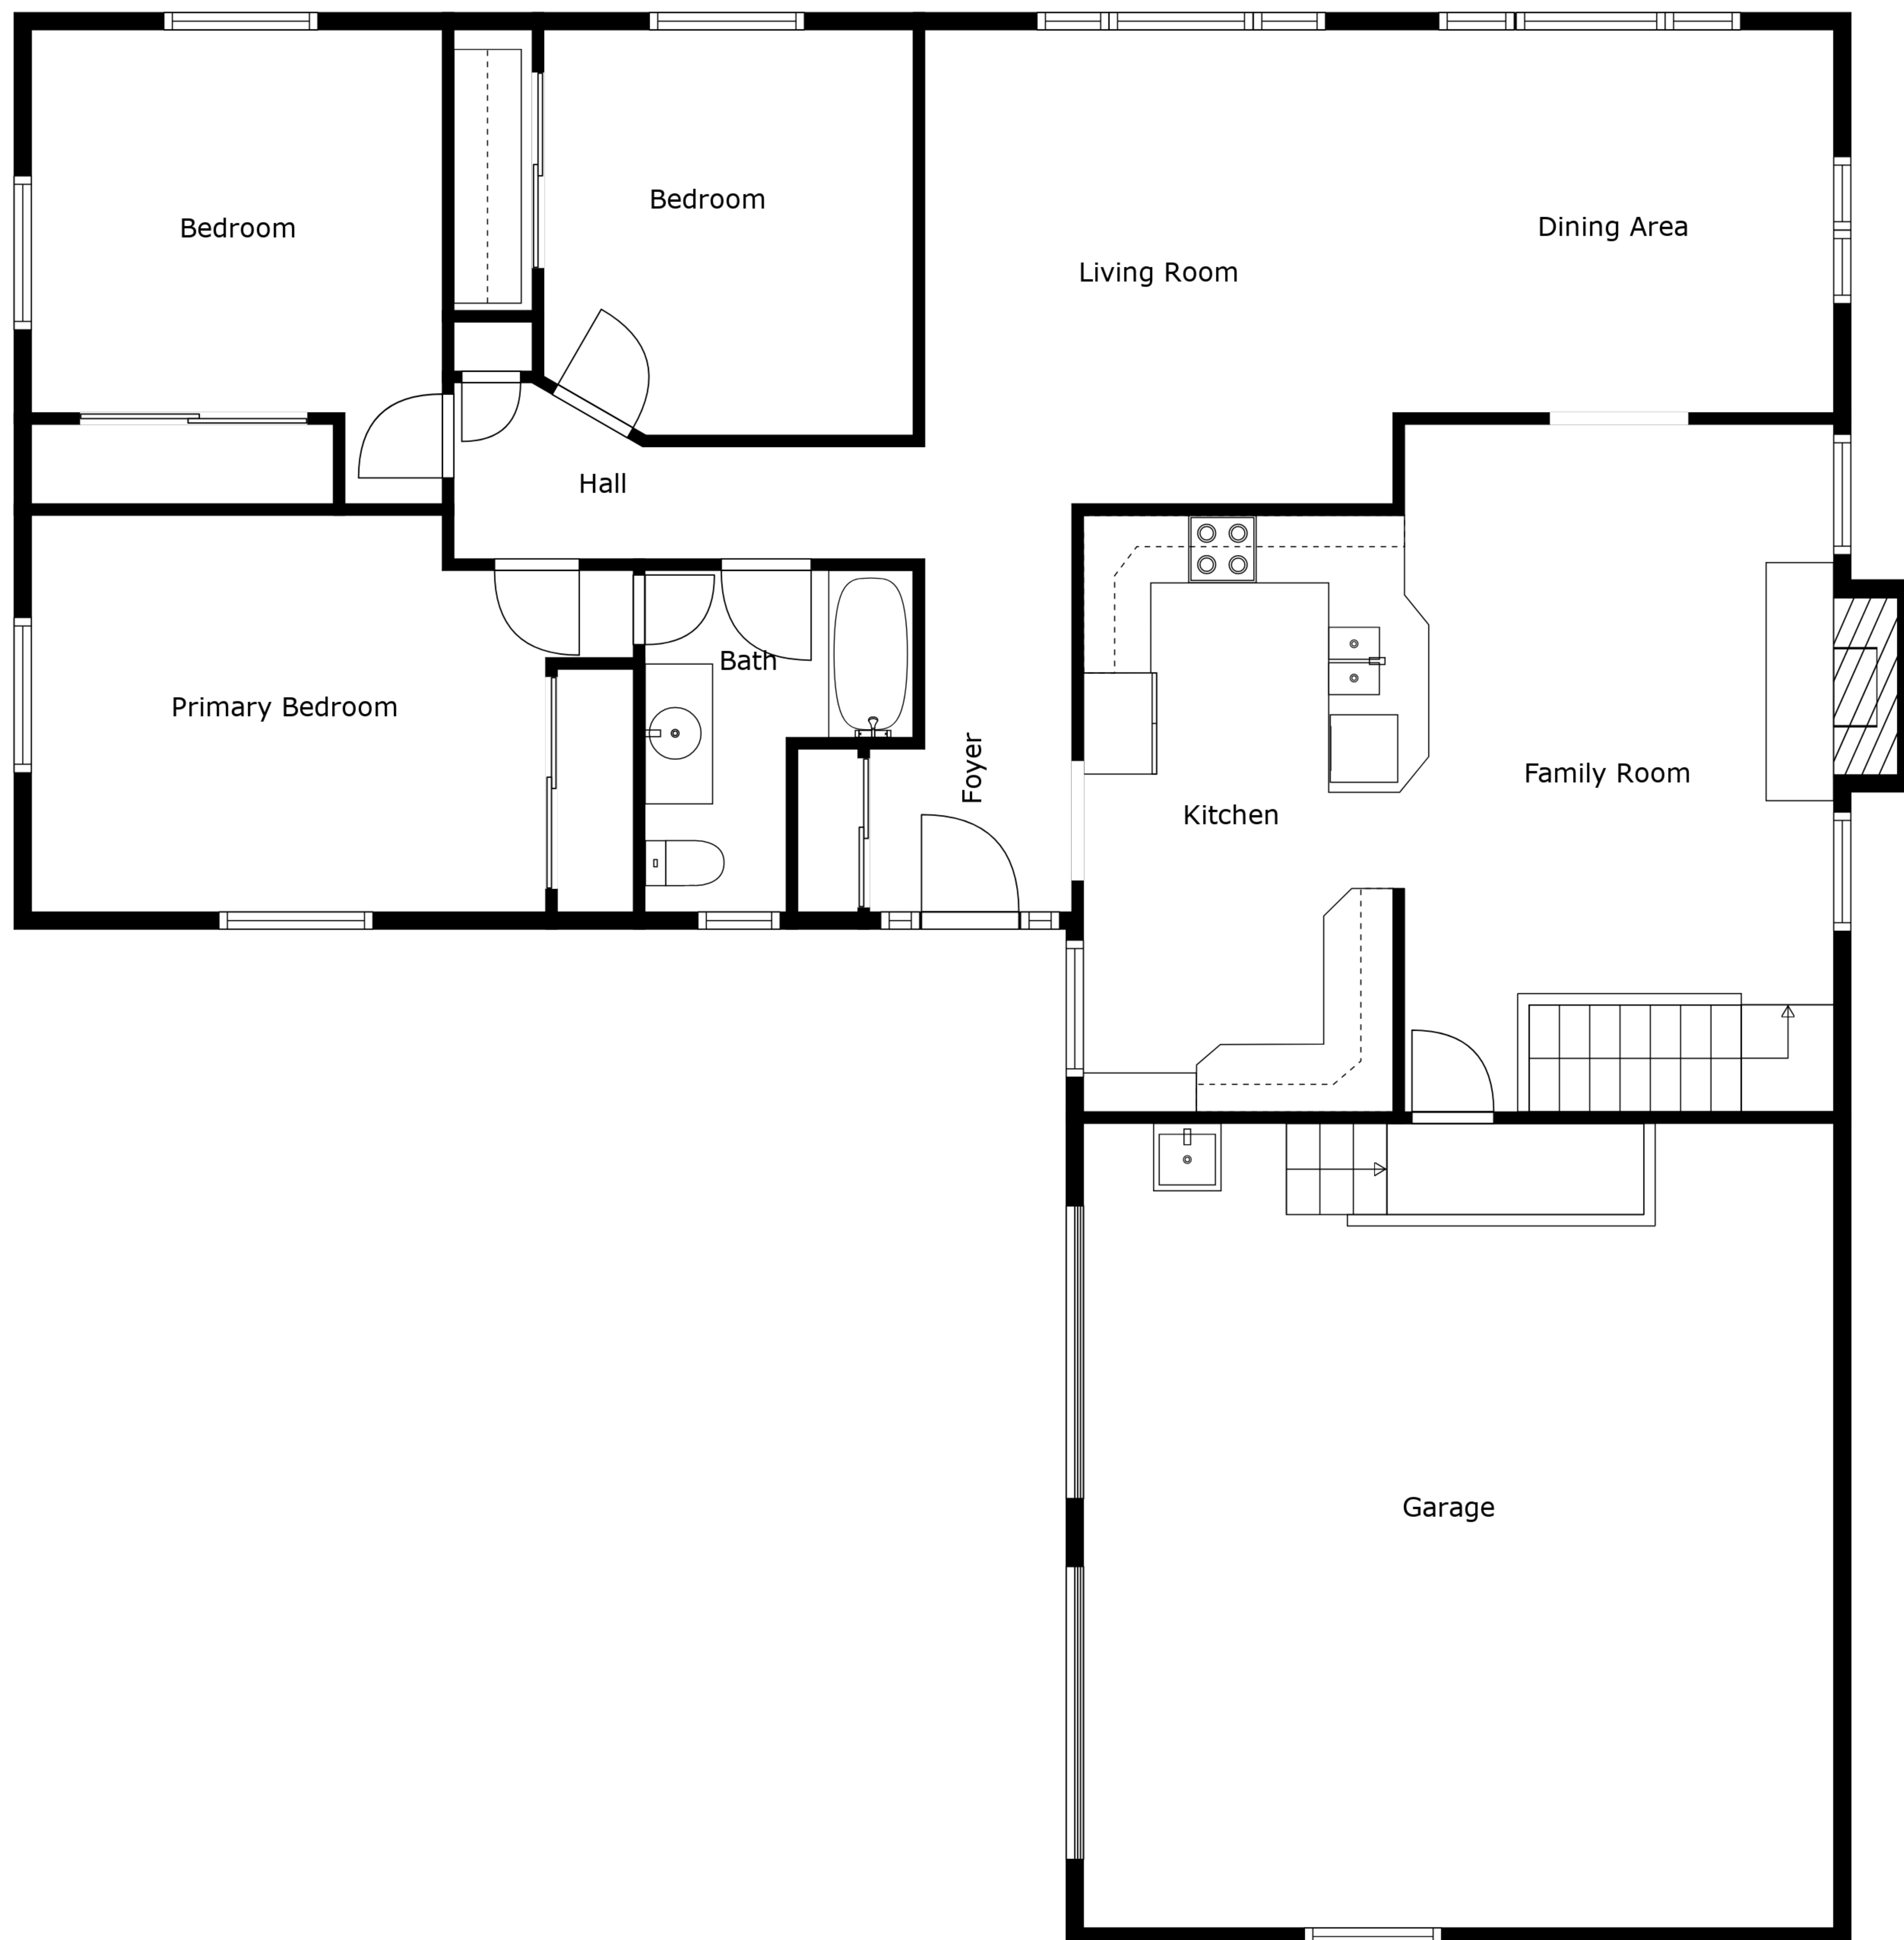 Bedroom
Bedroom
Dining Area
Living Room
Hall
Bath
Primary Bedroom
Foyer
Family Room
Kitchen
Garage